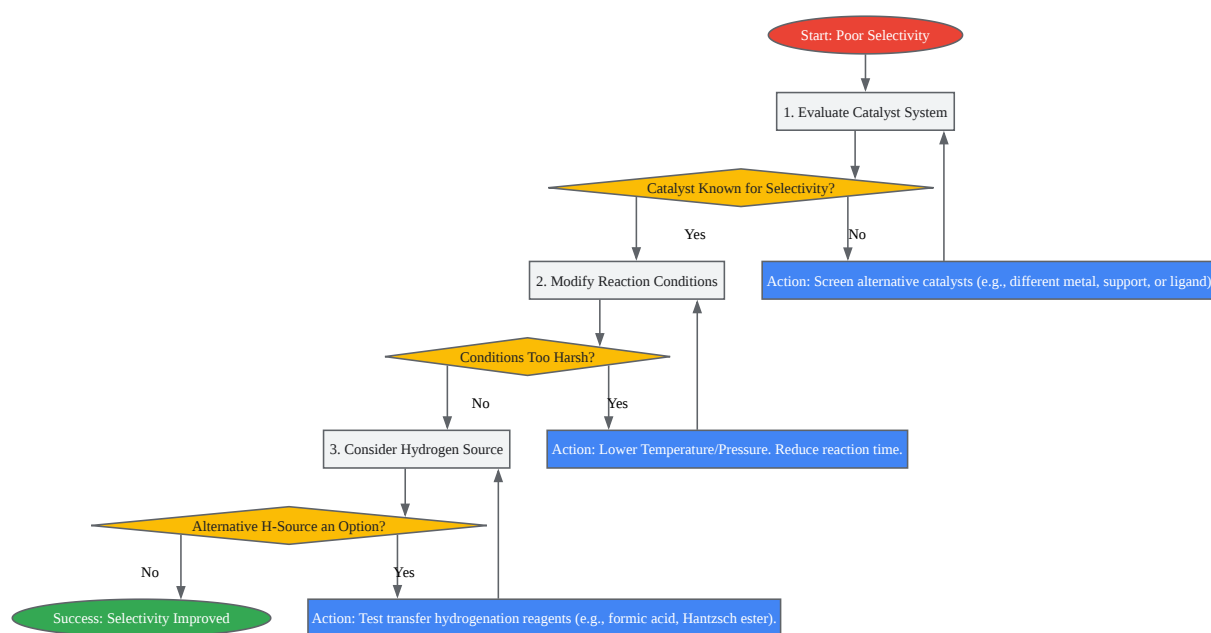 Start: Poor Selectivity
1. Evaluate Catalyst System
Catalyst Known for Selectivity?
Yes
No
2. Modify Reaction Conditions
Action: Screen alternative catalysts (e.g., different metal, support, or ligand)
Conditions Too Harsh?
No
Yes
3. Consider Hydrogen Source
Action: Lower Temperature/Pressure. Reduce reaction time.
Alternative H-Source an Option?
No
Yes
Success: Selectivity Improved
Action: Test transfer hydrogenation reagents (e.g., formic acid, Hantzsch ester).